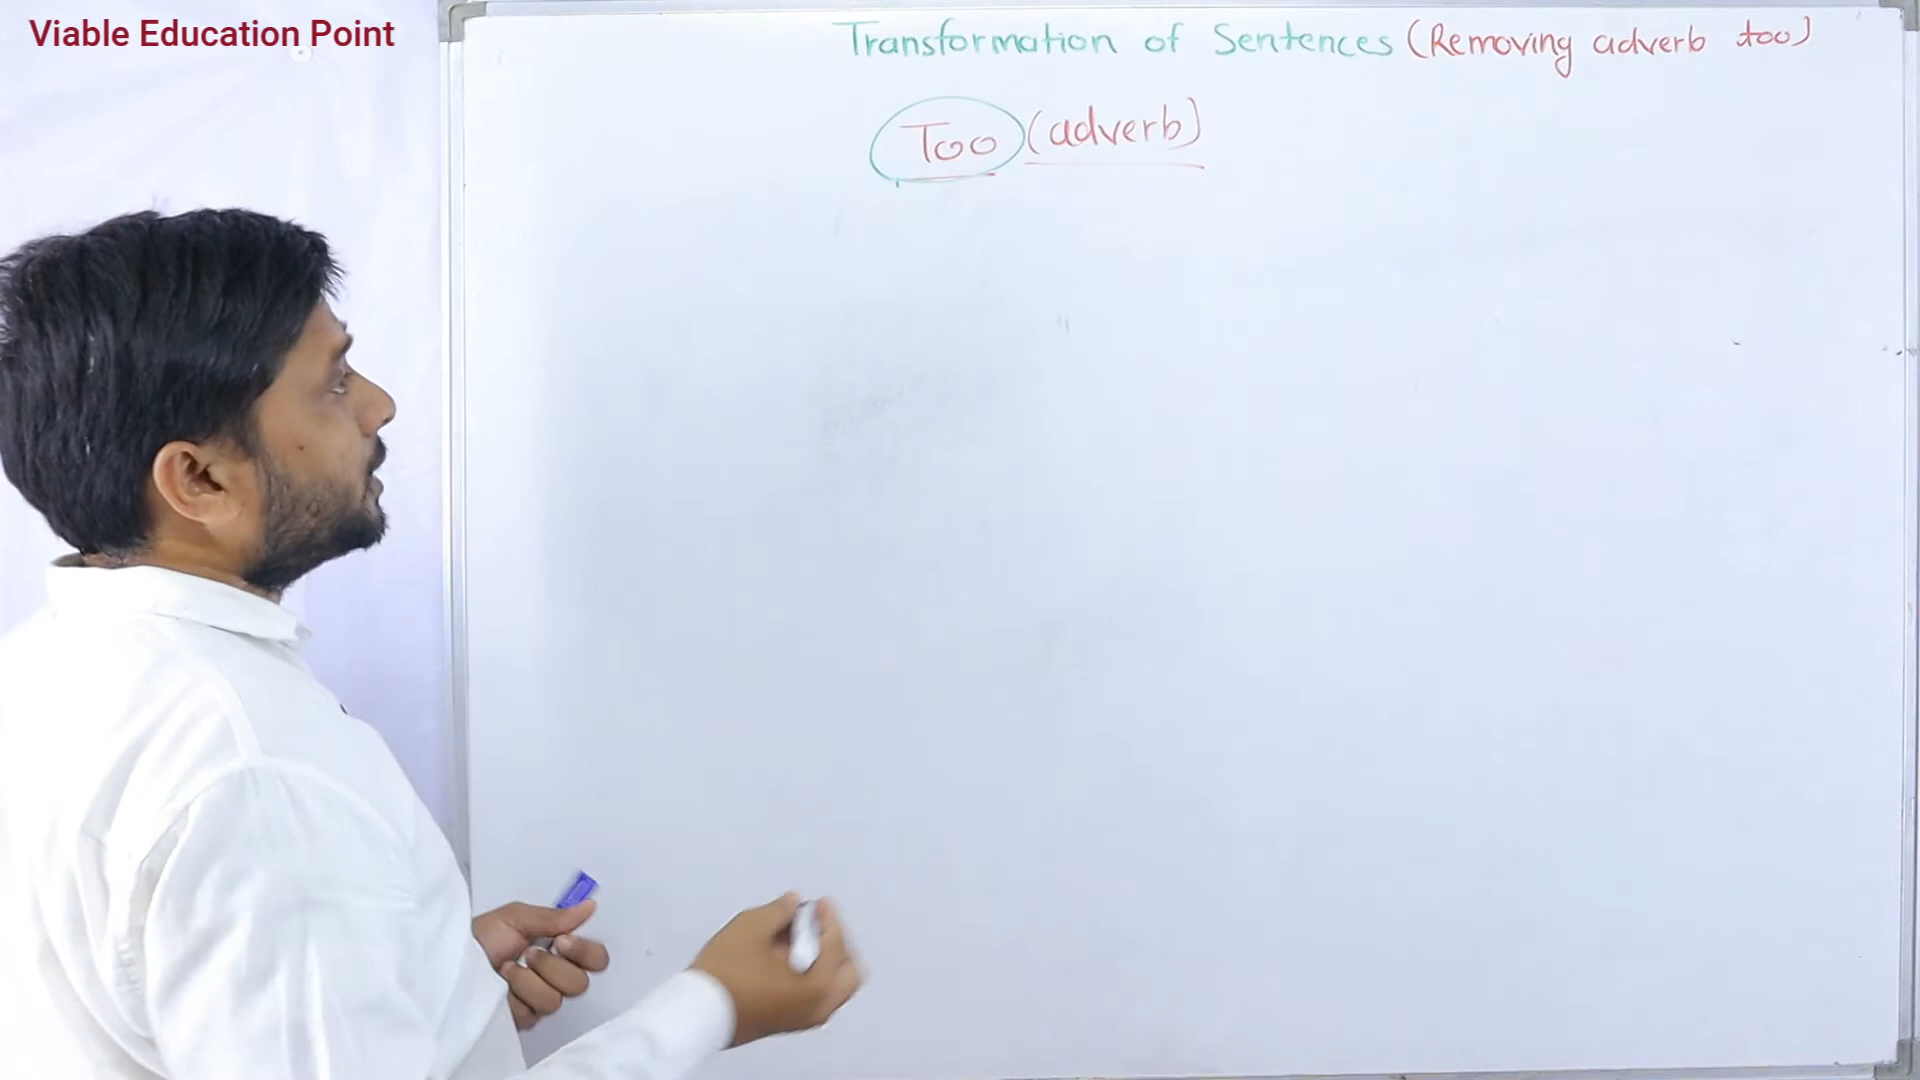 Viable Education Point
Transformation of Sentences (Removing adverb too)
Too (adverb)